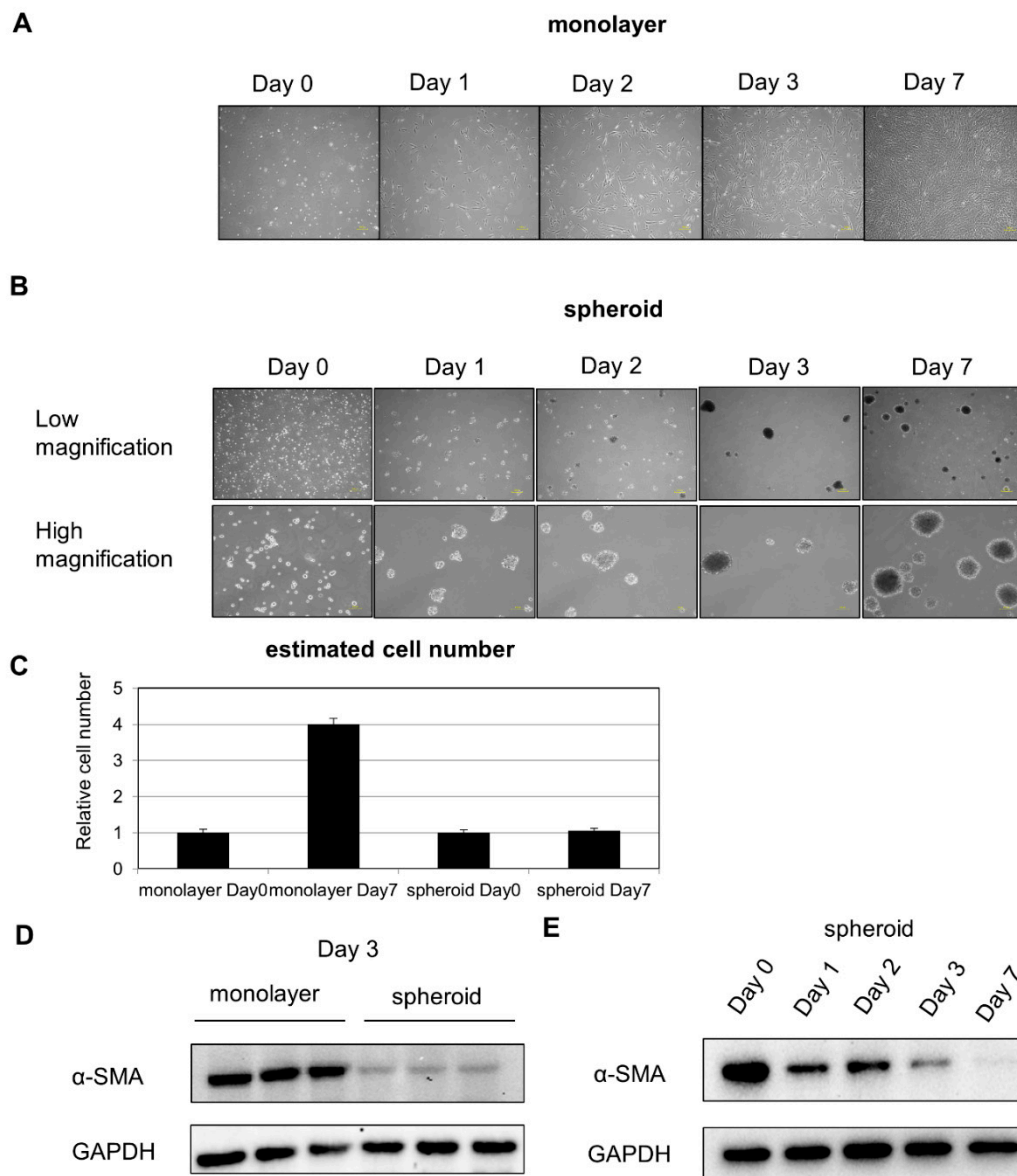 A
monolayer
Day 0 Day 1 Day 2 Day 3 Day 7
B
spheroid
Day 0 Day 1 Day 2 Day 3 Day 7
Low
magnification
High
magnification
C
estimated cell number
Relative cell number
5
4
3
2
1
0
monolayer Day0 monolayer Day7 spheroid Day0 spheroid Day7
D
Day 3
monolayer spheroid
α-SMA
GAPDH
E
spheroid
Day 0 Day 1 Day 2 Day 3 Day 7
α-SMA
GAPDH